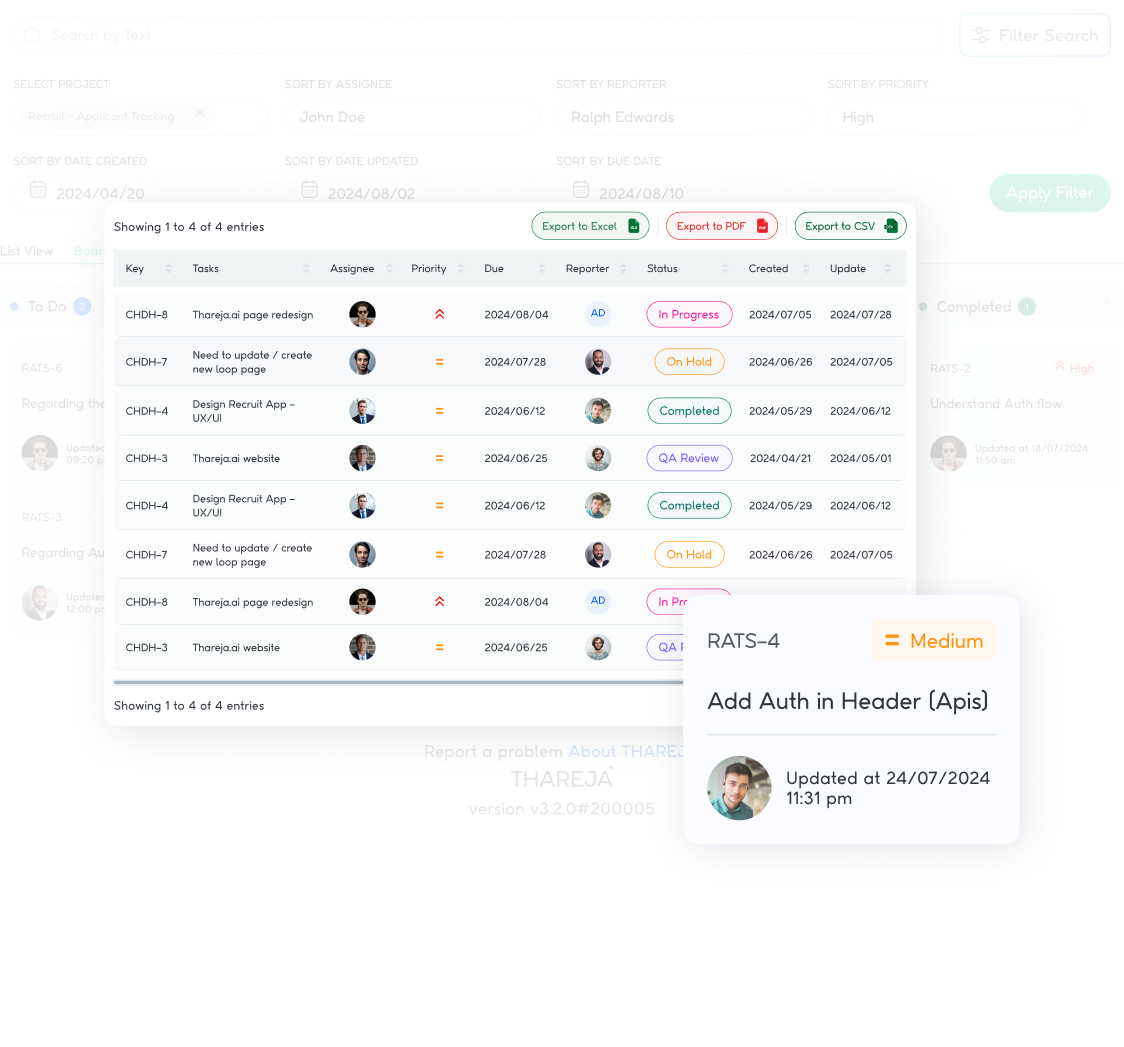 Search by Text
Filter Search
SELECT PROJECT
SORT BY ASSIGNEE
SORT BY REPORTER
SORT BY PRIORITY
Recruit – Applicant Tracking
John Doe
Ralph Edwards
High
SORT BY DATE CREATED
SORT BY DATE UPDATED
SORT BY DUE DATE
2024/04/20
2024/08/02
2024/08/10
Apply Filter
List View
Boar
To Do 2
RATS-6
Regarding the
Updated
09:20 p
RATS-3
Regarding Au
Updated
12:00 pm
Completed 1
RATS-2
High
Understand Auth flow
Updated at 18/07/2024
11:50 am
Showing 1 to 4 of 4 entries
Export to Excel
Export to PDF
Export to CSV
Key Tasks Assignee Priority Due Reporter Status Created Update
CHDH-8 Thareja.ai page redesign 2024/08/04 AD In Progress 2024/07/05 2024/07/28
CHDH-7 Need to update / create
new loop page
2024/07/28 On Hold 2024/06/26 2024/07/05
CHDH-4 Design Recruit App –
UX/UI
2024/06/12 Completed 2024/05/29 2024/06/12
CHDH-3 Thareja.ai website 2024/06/25 QA Review 2024/04/21 2024/05/01
CHDH-4 Design Recruit App –
UX/UI
2024/06/12 Completed 2024/05/29 2024/06/12
CHDH-7 Need to update / create
new loop page
2024/07/28 On Hold 2024/06/26 2024/07/05
CHDH-8 Thareja.ai page redesign 2024/08/04 AD In Pro
CHDH-3 Thareja.ai website 2024/06/25 QA
Showing 1 to 4 of 4 entries
RATS-4
= Medium
Add Auth in Header (Apis)
Updated at 24/07/2024
11:31 pm
Report a problem About THAREJ
THAREJA
version v3.2.0#200005